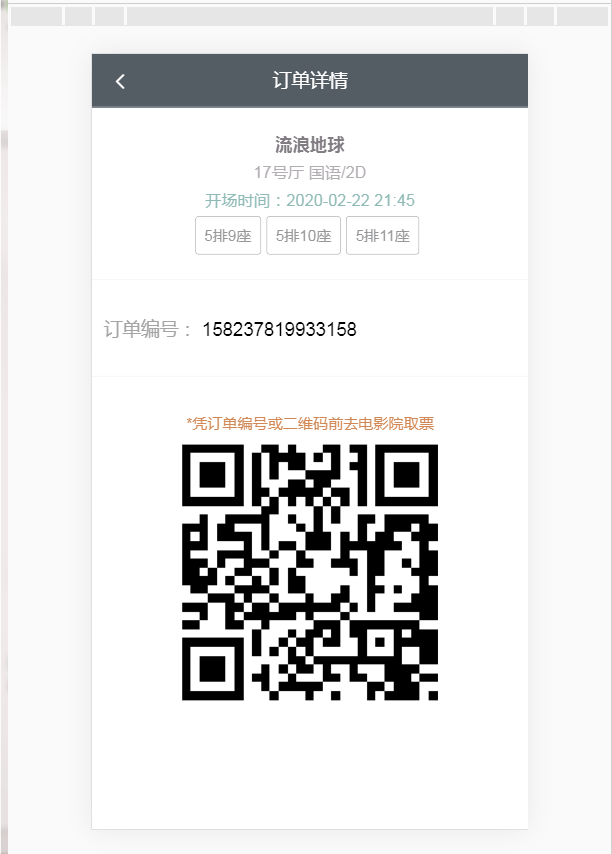 订单详情
流浪地球
17号厅 国语/2D
开场时间：2020-02-22 21:45
5排9座 5排10座 5排11座
订单编号： 158237819933158
*凭订单编号或二维码前去电影院取票